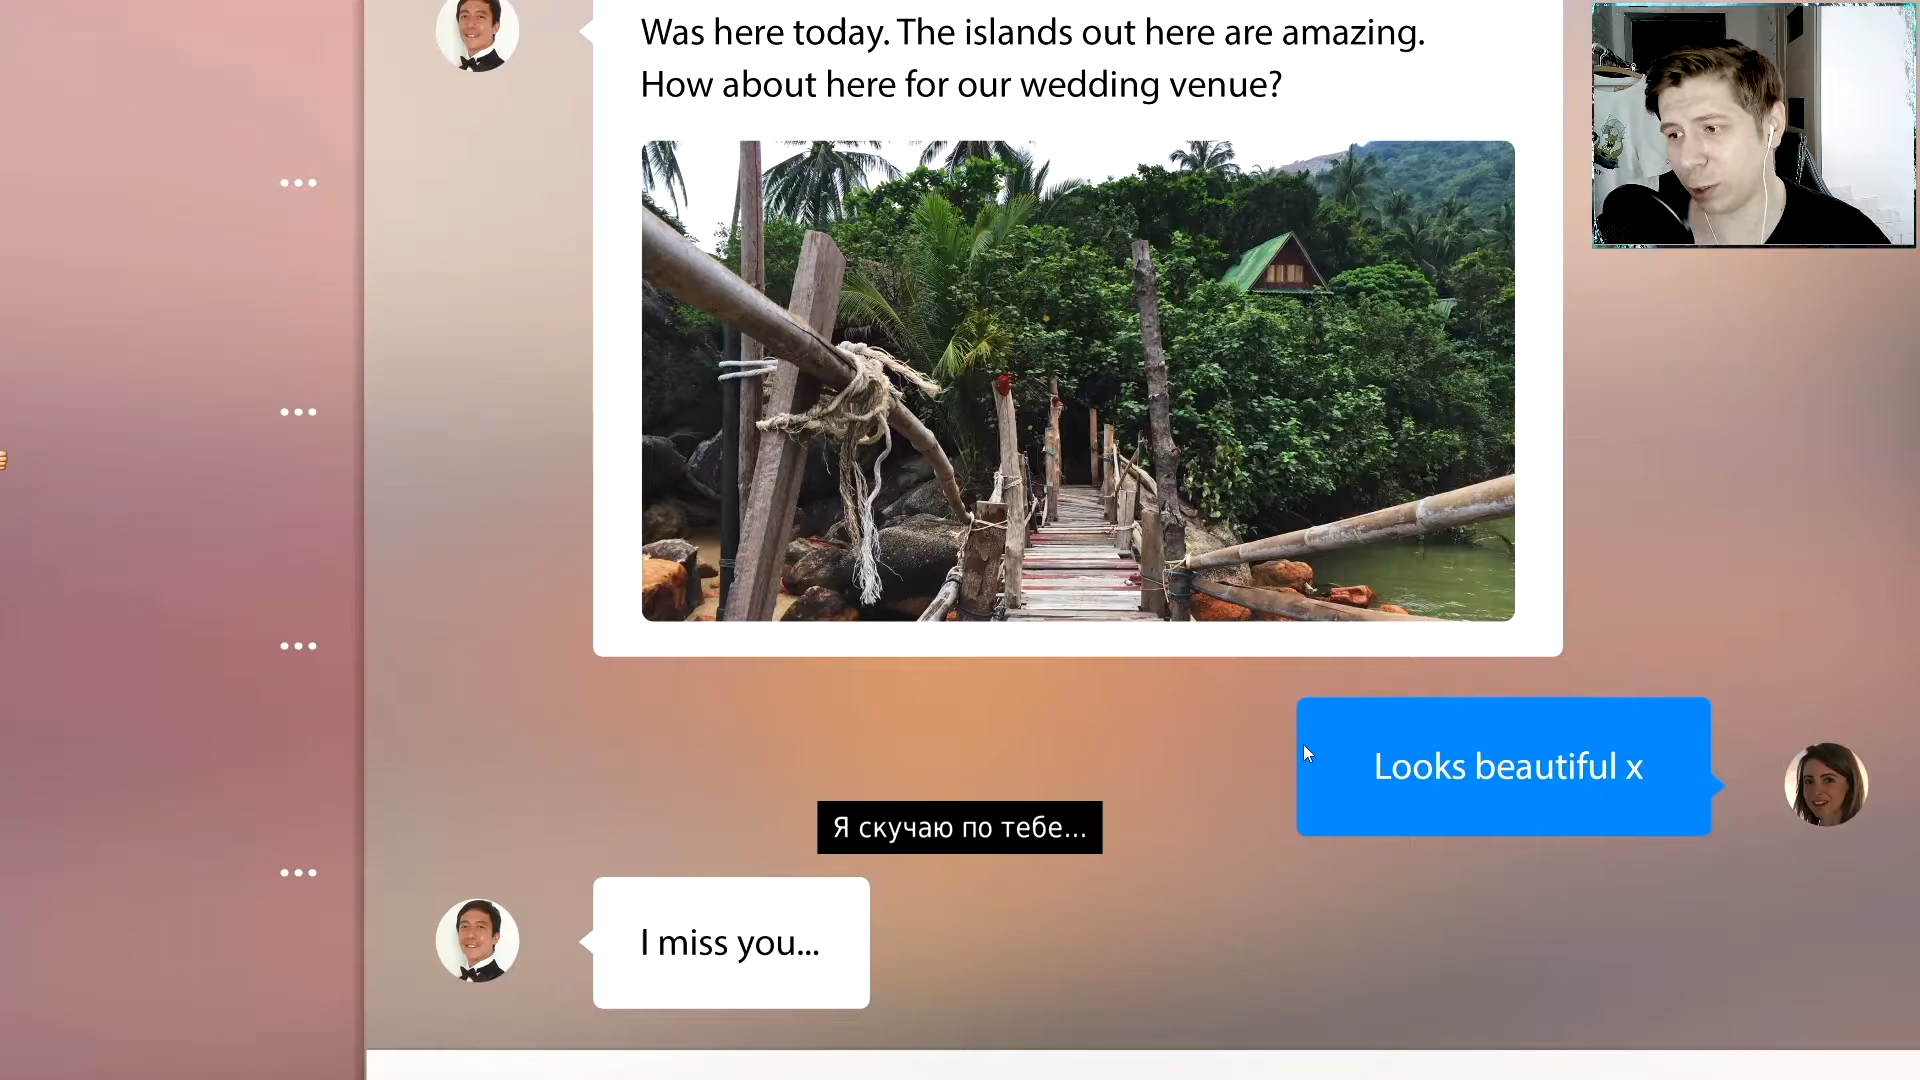 Was here today. The islands out here are amazing.
How about here for our wedding venue?
Looks beautiful x
Я скучаю по тебе...
I miss you...